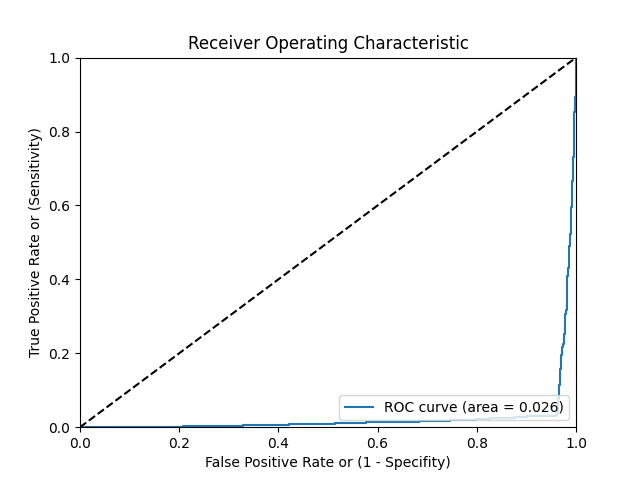 Receiver Operating Characteristic
True Positive Rate or (Sensitivity)
1.0
0.8
0.6
0.4
0.2
0.0
ROC curve (area = 0.026)
0.0 0.2 0.4 0.6 0.8 1.0
False Positive Rate or (1 - Specifity)